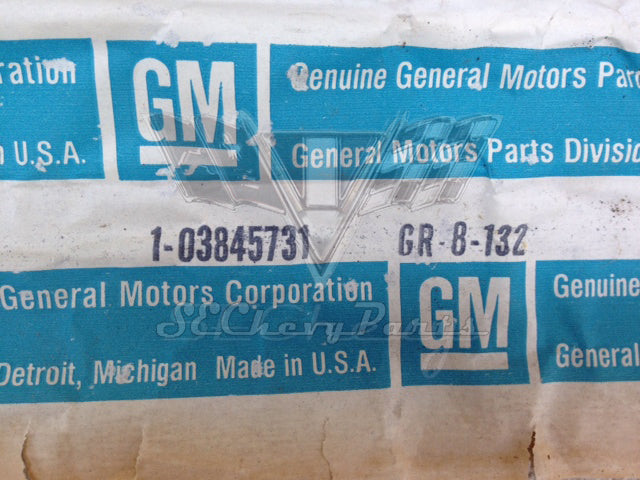 oration
GM
Genuine General Motors Par
n U.S.A.
General Motors Parts Division
1-03845731 GR-8-132
General Motors Corporation
GM
Genuine
SEChevyParts
Detroit, Michigan Made in U.S.A.
General